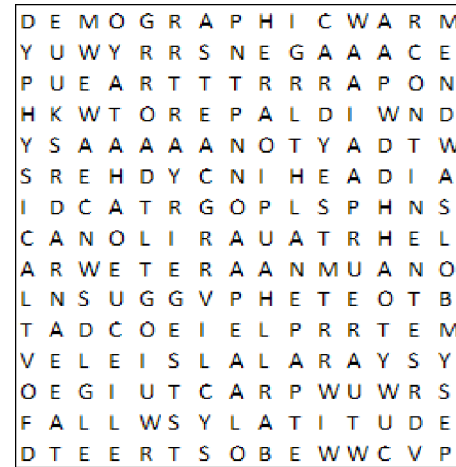 D E M O G R A P H I C W A R M
Y U W Y R R S N E G A A A C E
P U E A R T T T R R R A P O N
H K W T O R E P A L D I W N D
Y S A A A A A N O T Y A D T W
S R E H D Y C N I H E A D I A
I D C A T R G O P L S P H N S
C A N O L I R A U A T R H E L
A R W E T E R A A N M U A N O
L N S U G G V P H E T E O T B
T A D C O E I E L P R R T E M
V E L E I S L A L A R A Y S Y
O E G I U T C A R P W U W R S
F A L L W S Y L A T I T U D E
D T E E R T S O B E W W C V P